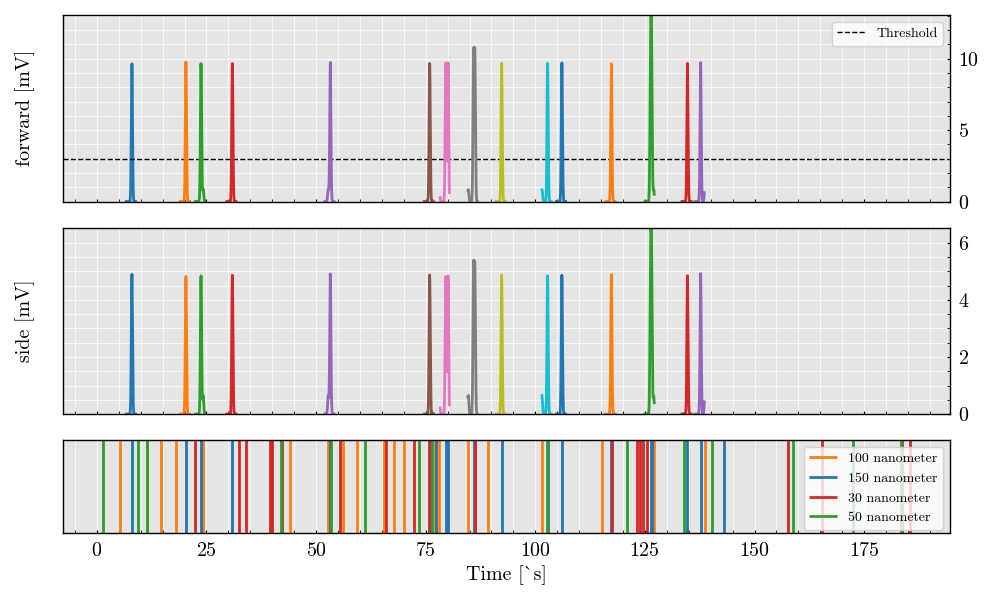 forward [mV]
Threshold
10
5
0
side [mV]
6
4
2
0
100 nanometer
150 nanometer
30 nanometer
50 nanometer
0 25 50 75 100 125 150 175
Time [`s]